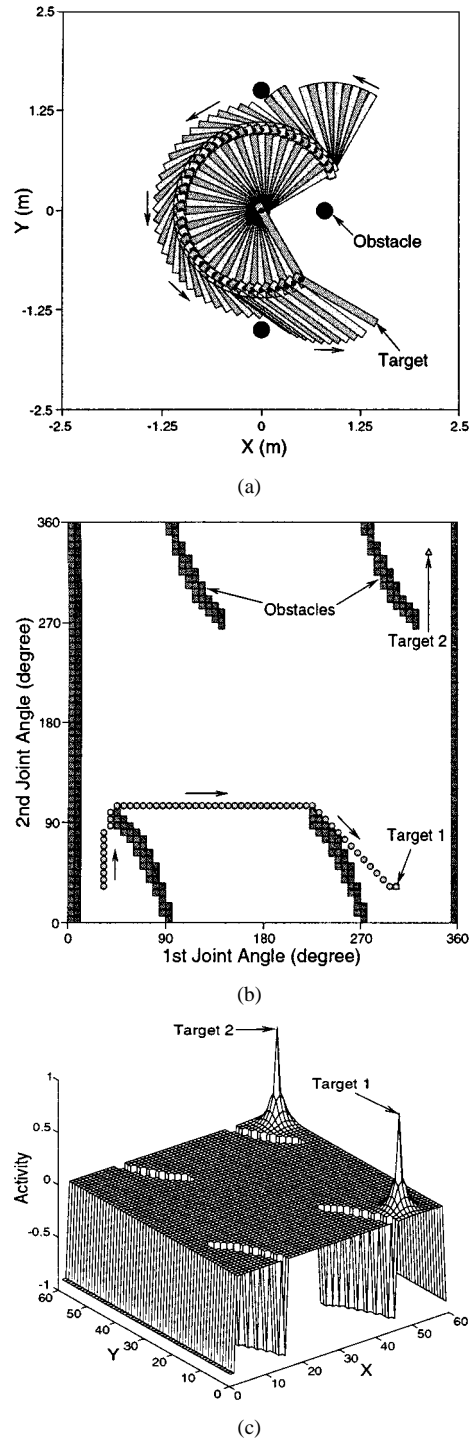 2.5
1.25
0
-1.25
-2.5
Y (m)
Obstacle
Target
-2.5
-1.25
0
1.25
2.5
X (m)
(a)
360
270
180
90
0
2nd Joint Angle (degree)
Obstacles
Target 2
Target 1
0
90
180
270
360
1st Joint Angle (degree)
(b)
Target 2
Target 1
1
0.5
0
-0.5
-1
Activity
60
50
40
30
20
10
0
Y
0
10
20
30
40
50
60
X
(c)